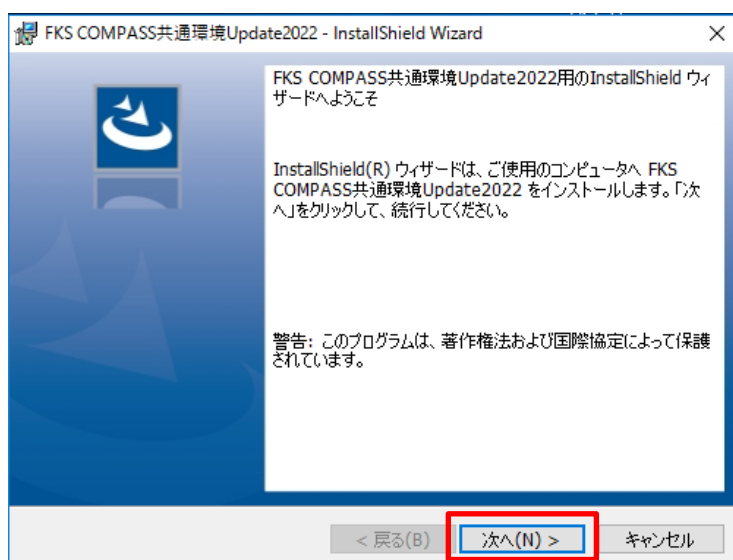 FKS COMPASS共通環境Update2022 - InstallShield Wizard
FKS COMPASS共通環境Update2022用のInstallShield ウィ
ザードへようこそ
InstallShield(R) ウィザードは、ご使用のコンピュータへ FKS
COMPASS共通環境Update2022 をインストールします。「次
へ」をクリックして、続行してください。
警告: このプログラムは、著作権法および国際協定によって保護
されています。
< 戻る(B)
次へ(N) >
キャンセル